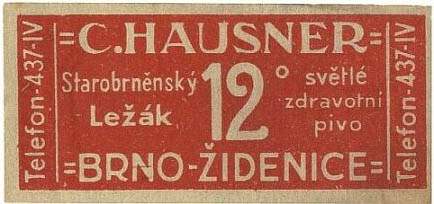 =C.HAUSNER=
Telefon-437-IV
Starobrněnský
Ležák
12°
světlé
zdravotní
pivo
Telefon-437-IV
=BRNO-ŽIDENICE=